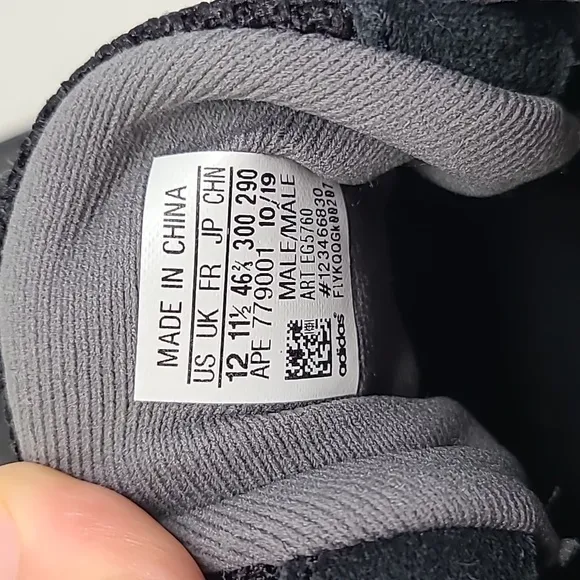 MADE IN CHINA
US UK FR JP CHN
12 11½ 46⅔ 300 290
APE 779001 10/19
MALE/MALE
ART EG5760
#123466830
adidas